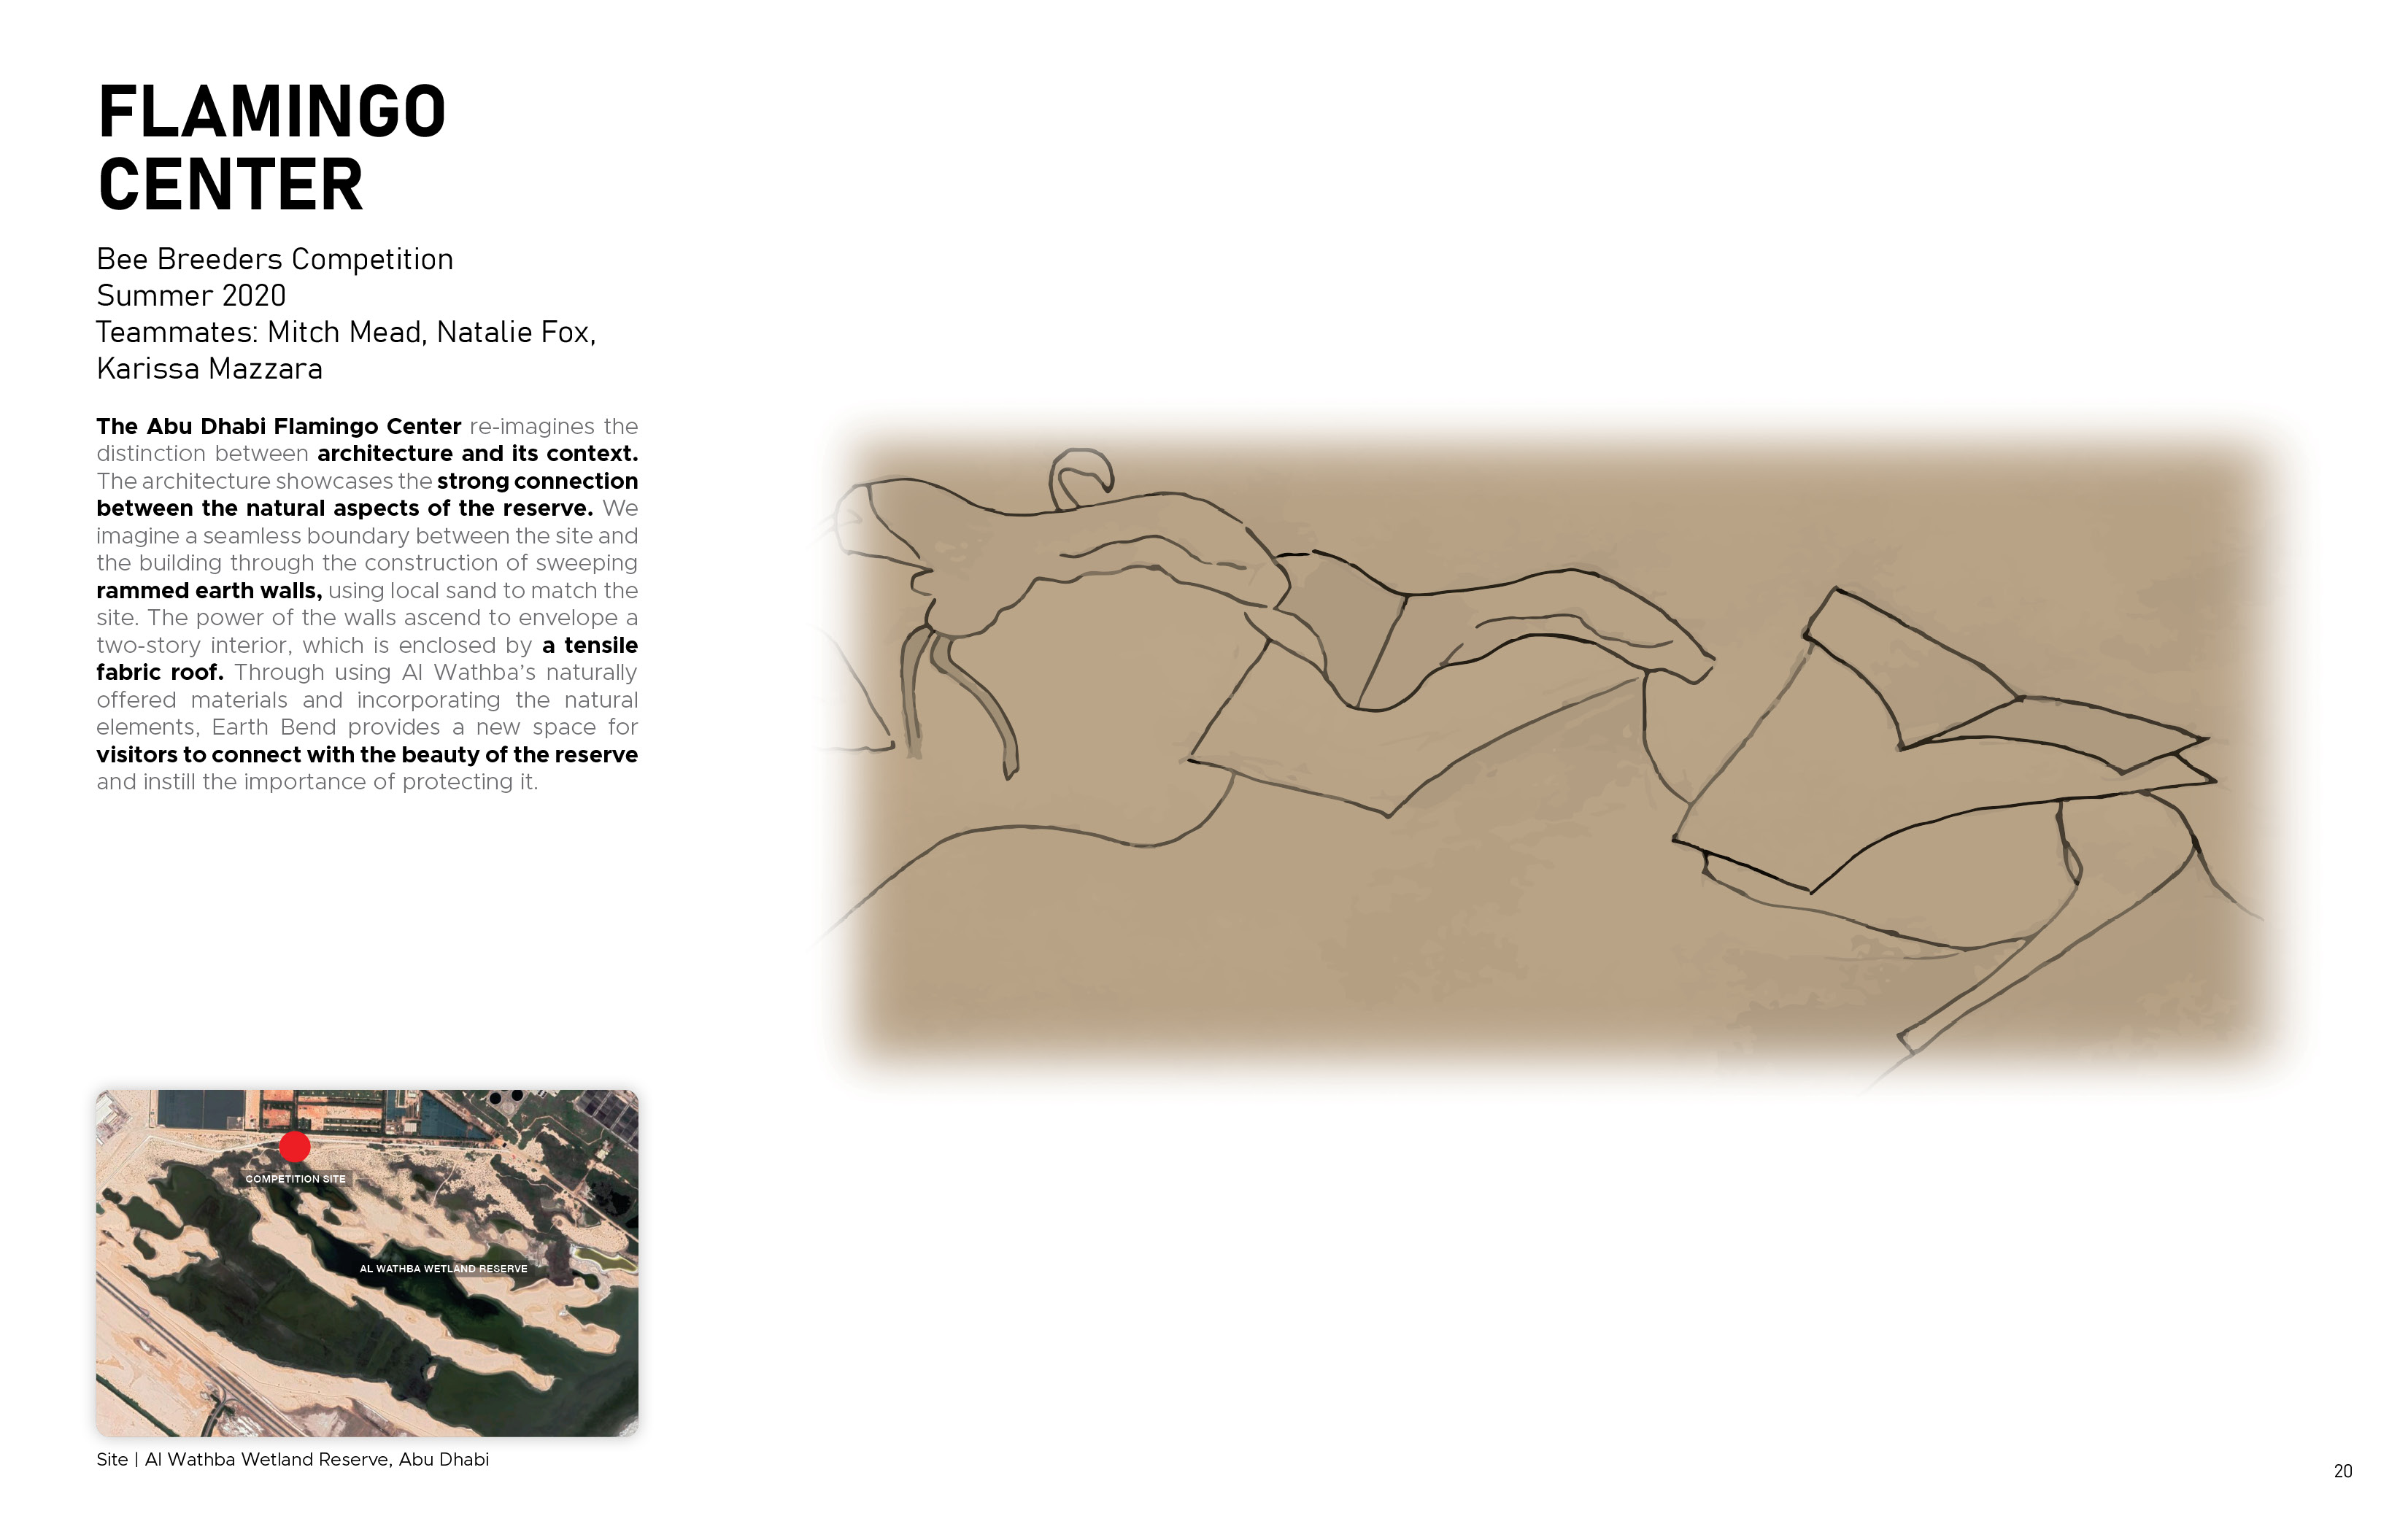 FLAMINGO
CENTER
Bee Breeders Competition
Summer 2020
Teammates: Mitch Mead, Natalie Fox,
Karissa Mazzara
The Abu Dhabi Flamingo Center re-imagines the
distinction between architecture and its context.
The architecture showcases the strong connection
between the natural aspects of the reserve. We
imagine a seamless boundary between the site and
the building through the construction of sweeping
rammed earth walls, using local sand to match the
site. The power of the walls ascend to envelope a
two-story interior, which is enclosed by a tensile
fabric roof. Through using Al Wathba’s naturally
offered materials and incorporating the natural
elements, Earth Bend provides a new space for
visitors to connect with the beauty of the reserve
and instill the importance of protecting it.
COMPETITION SITE
AL WATHBA WETLAND RESERVE
Site | Al Wathba Wetland Reserve, Abu Dhabi
20